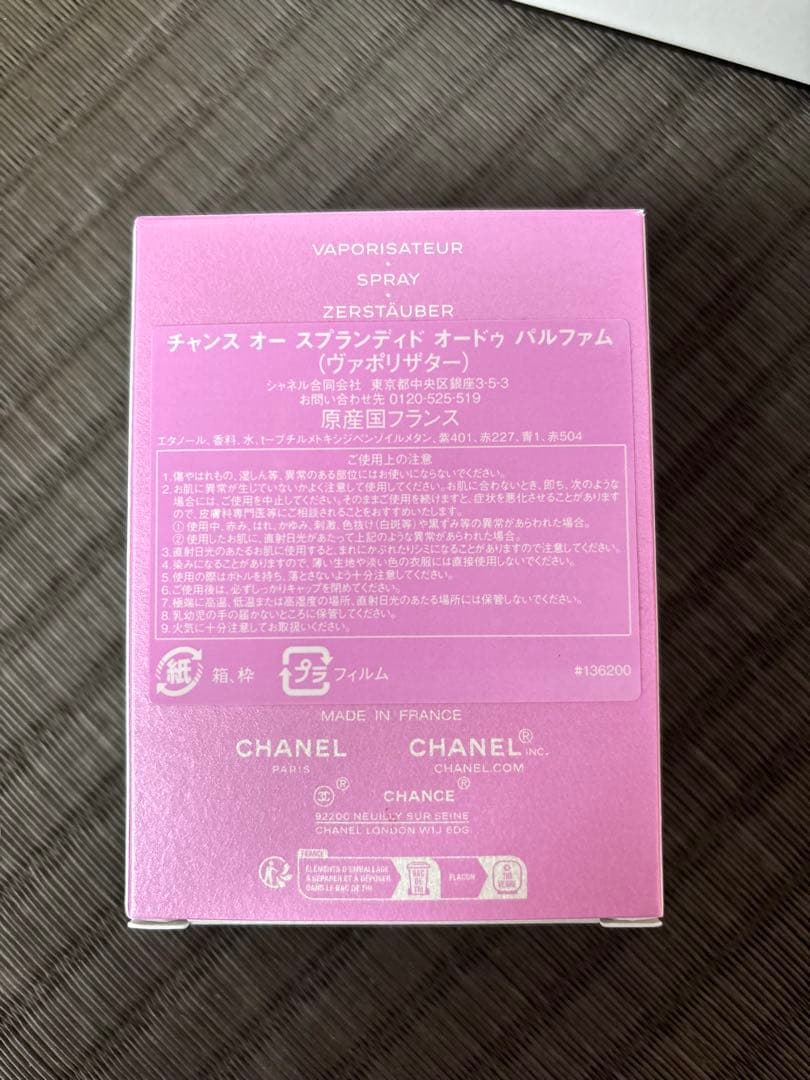 VAPORISATEUR
SPRAY
ZERSTÄUBER
チャンス オー スプランディド オードゥ パルファム
(ヴァポリザター)
シャネル合同会社 東京都中央区銀座3-5-3
お問い合わせ先 0120-525-519
原産国フランス
エタノール、香料、水、t-ブチルメトキシジベンゾイルメタン、紫401、赤227、青1、赤504
ご使用上の注意
1. 傷やはれもの、湿しん等、異常のある部位にはお使いにならないでください。
2. お肌に異常が生じていないかよく注意して使用してください。お肌に合わないとき、即ち、次のような
場合には、ご使用を中止してください。そのままご使用を続けますと、症状を悪化させることがあります
ので、皮膚科専門医等にご相談されることをおすすめいたします。
① 使用中、赤み、はれ、かゆみ、刺激、色抜け(白斑等)や黒ずみ等の異常があらわれた場合。
② 使用したお肌に、直射日光があたって上記のような異常があらわれた場合。
3. 直射日光のあたるお肌に使用すると、まれにかぶれたりシミになることがありますので注意してください。
4. 染みになることがありますので、薄い生地や淡い色の衣服には直接使用しないでください。
5. 使用の際はボトルを持ち、落とさないよう十分注意してください。
6. ご使用後は、必ずしっかりキャップを閉めてください。
7. 極端に高温、低温または高湿度の場所、直射日光のあたる場所には保管しないでください。
8. 乳幼児の手の届かないところに保管してください。
9. 火気に十分注意してお取扱いください。
紙 箱、枠 プラ フィルム #136200
MADE IN FRANCE
CHANEL CHANEL® INC.
PARIS CHANEL.COM
® CHANCE®
92200 NEUILLY SUR SEINE
CHANEL LONDON W1J 6DG
FRANCE
ÉLÉMENTS D'EMBALLAGE
À SÉPARER ET À DÉPOSER
DANS LE BAC DE TRI
BAC
DE
TRI
FLACON
TRI
VERRE